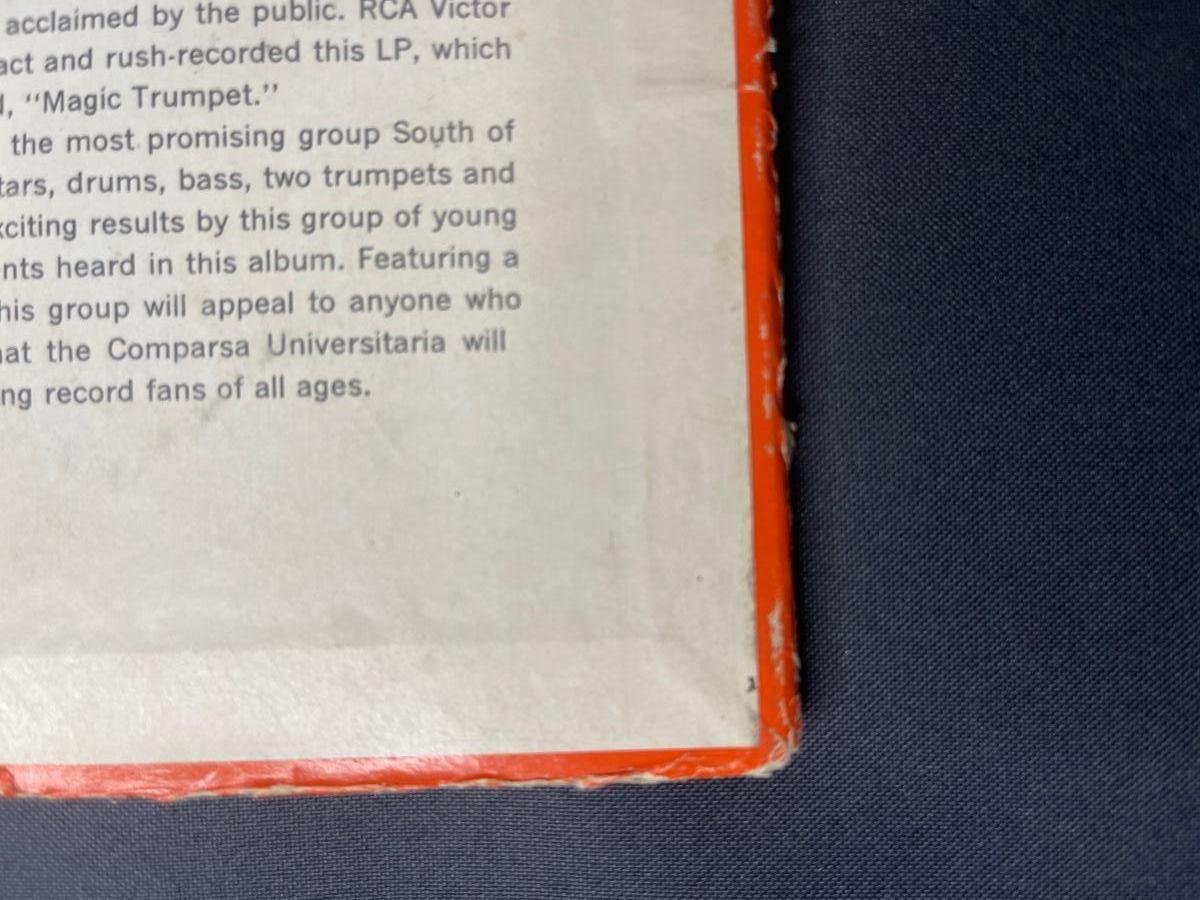 acclaimed by the public. RCA Victor
act and rush-recorded this LP, which
"Magic Trumpet."
the most promising group South of
tars, drums, bass, two trumpets and
xciting results by this group of young
nts heard in this album. Featuring a
his group will appeal to anyone who
hat the Comparsa Universitaria will
ng record fans of all ages.